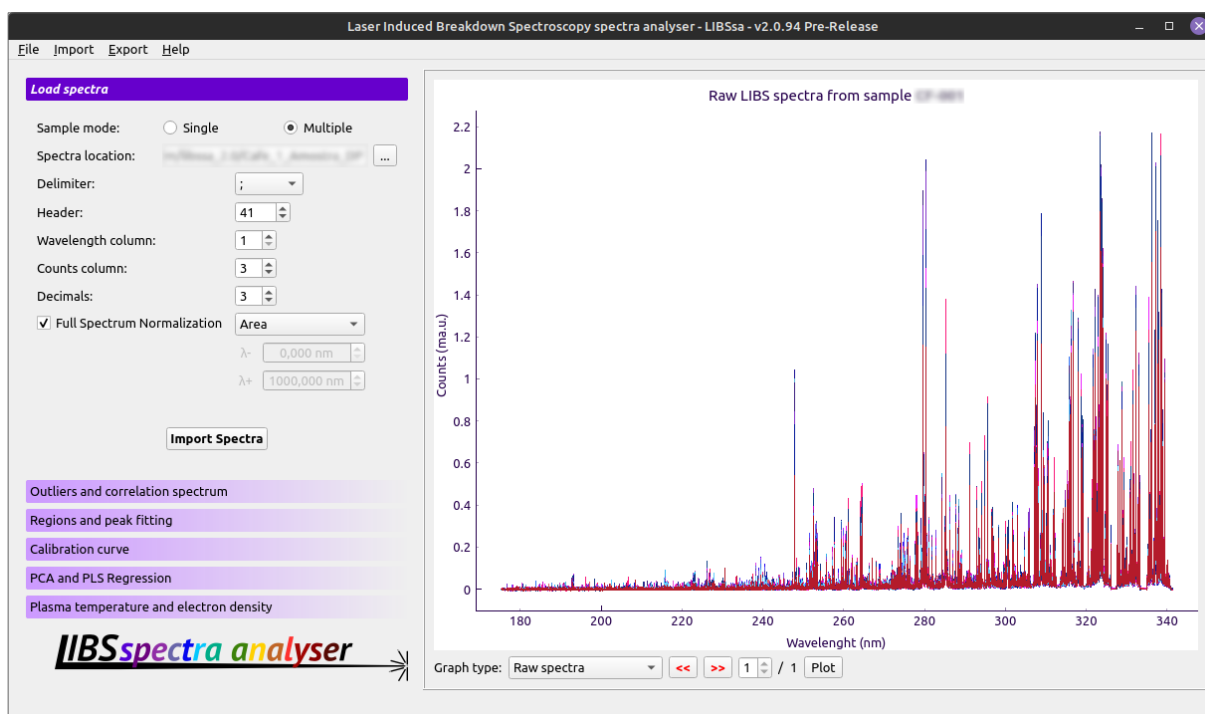 Laser Induced Breakdown Spectroscopy spectra analyser - LIBSsa - v2.0.94 Pre-Release
File Import Export Help
Load spectra
Sample mode: Single Multiple
Spectra location: ...
Delimiter: ;
Header: 41
Wavelength column: 1
Counts column: 3
Decimals: 3
Full Spectrum Normalization Area
λ- 0,000 nm
λ+ 1000,000 nm
Import Spectra
Outliers and correlation spectrum
Regions and peak fitting
Calibration curve
PCA and PLS Regression
Plasma temperature and electron density
LIBSspectra analyser
Raw LIBS spectra from sample
Counts (ma.u.)
2.2
2
1.8
1.6
1.4
1.2
1
0.8
0.6
0.4
0.2
0
180 200 220 240 260 280 300 320 340
Wavelenght (nm)
Graph type: Raw spectra << >> 1 / 1 Plot